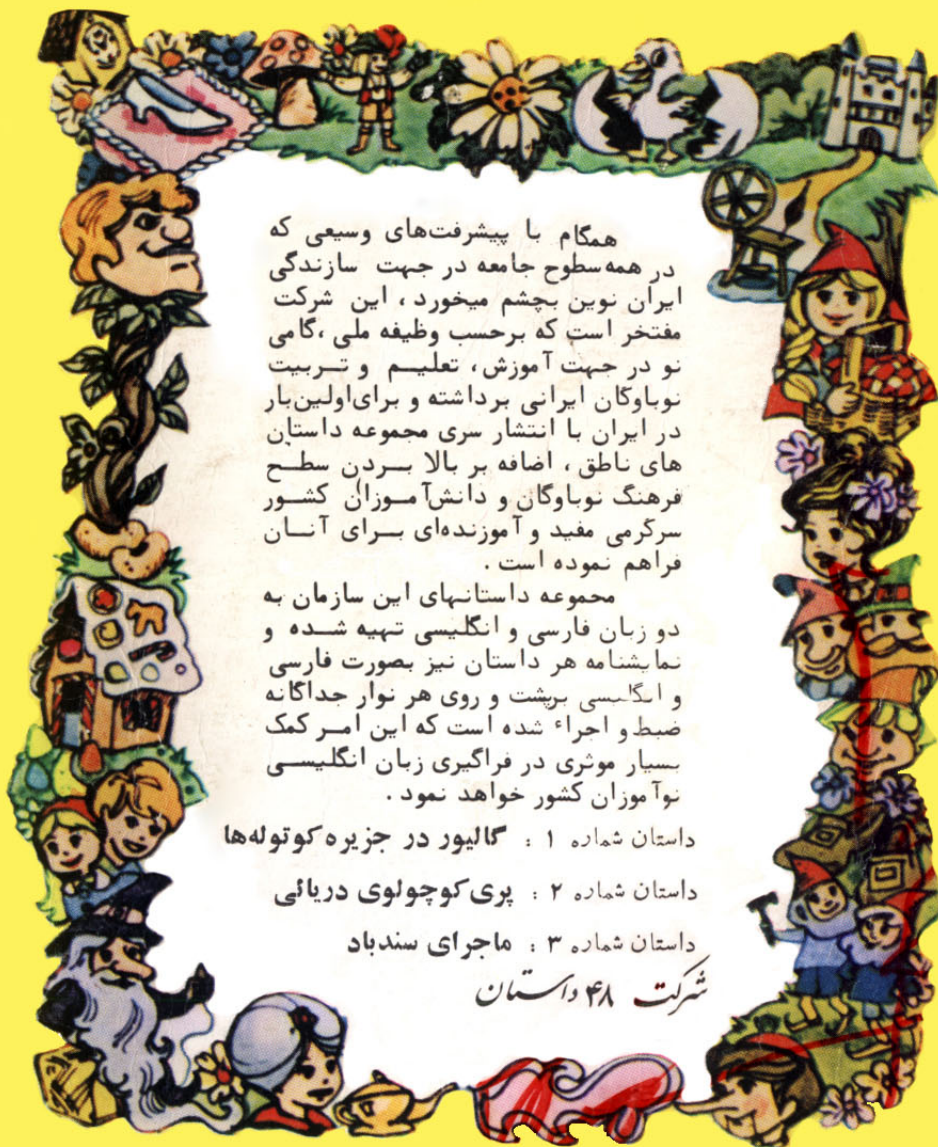 همگام با پیشرفت‌های وسیعی که
در همه سطوح جامعه در جهت سازندگی
ایران نوین بچشم میخورد، این شرکت
مفتخر است که برحسب وظیفه ملی، گامی
نو در جهت آموزش، تعلیم و تربیت
نوباوگان ایرانی برداشته و برای اولین‌بار
در ایران با انتشار سری مجموعه داستان
های ناطق، اضافه بر بالا بردن سطح
فرهنگ نوباوگان و دانش‌آموزان کشور
سرگرمی مفید و آموزنده‌ای برای آنان
فراهم نموده است.
مجموعه داستانهای این سازمان به
دو زبان فارسی و انگلیسی تهیه شده و
نمایشنامه هر داستان نیز بصورت فارسی
و انگلیسی برپشت و روی هر نوار جداگانه
ضبط و اجراء شده است که این امر کمک
بسیار موثری در فراگیری زبان انگلیسی
نوآموزان کشور خواهد نمود.
داستان شماره ۱ : گالیور در جزیره کوتوله‌ها
داستان شماره ۲ : پری کوچولوی دریائی
داستان شماره ۳ : ماجرای سندباد
شرکت ۴۸ داستان